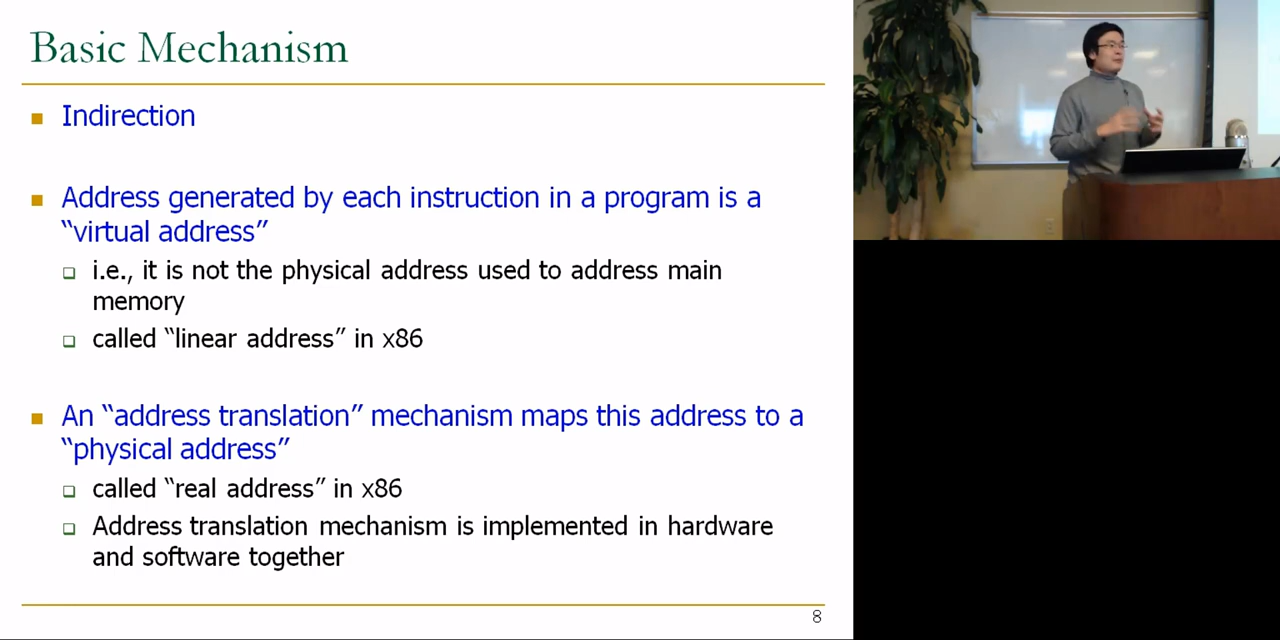 Basic Mechanism
Indirection
Address generated by each instruction in a program is a
“virtual address”
i.e., it is not the physical address used to address main
memory
called “linear address” in x86
An “address translation” mechanism maps this address to a
“physical address”
called “real address” in x86
Address translation mechanism is implemented in hardware
and software together
8